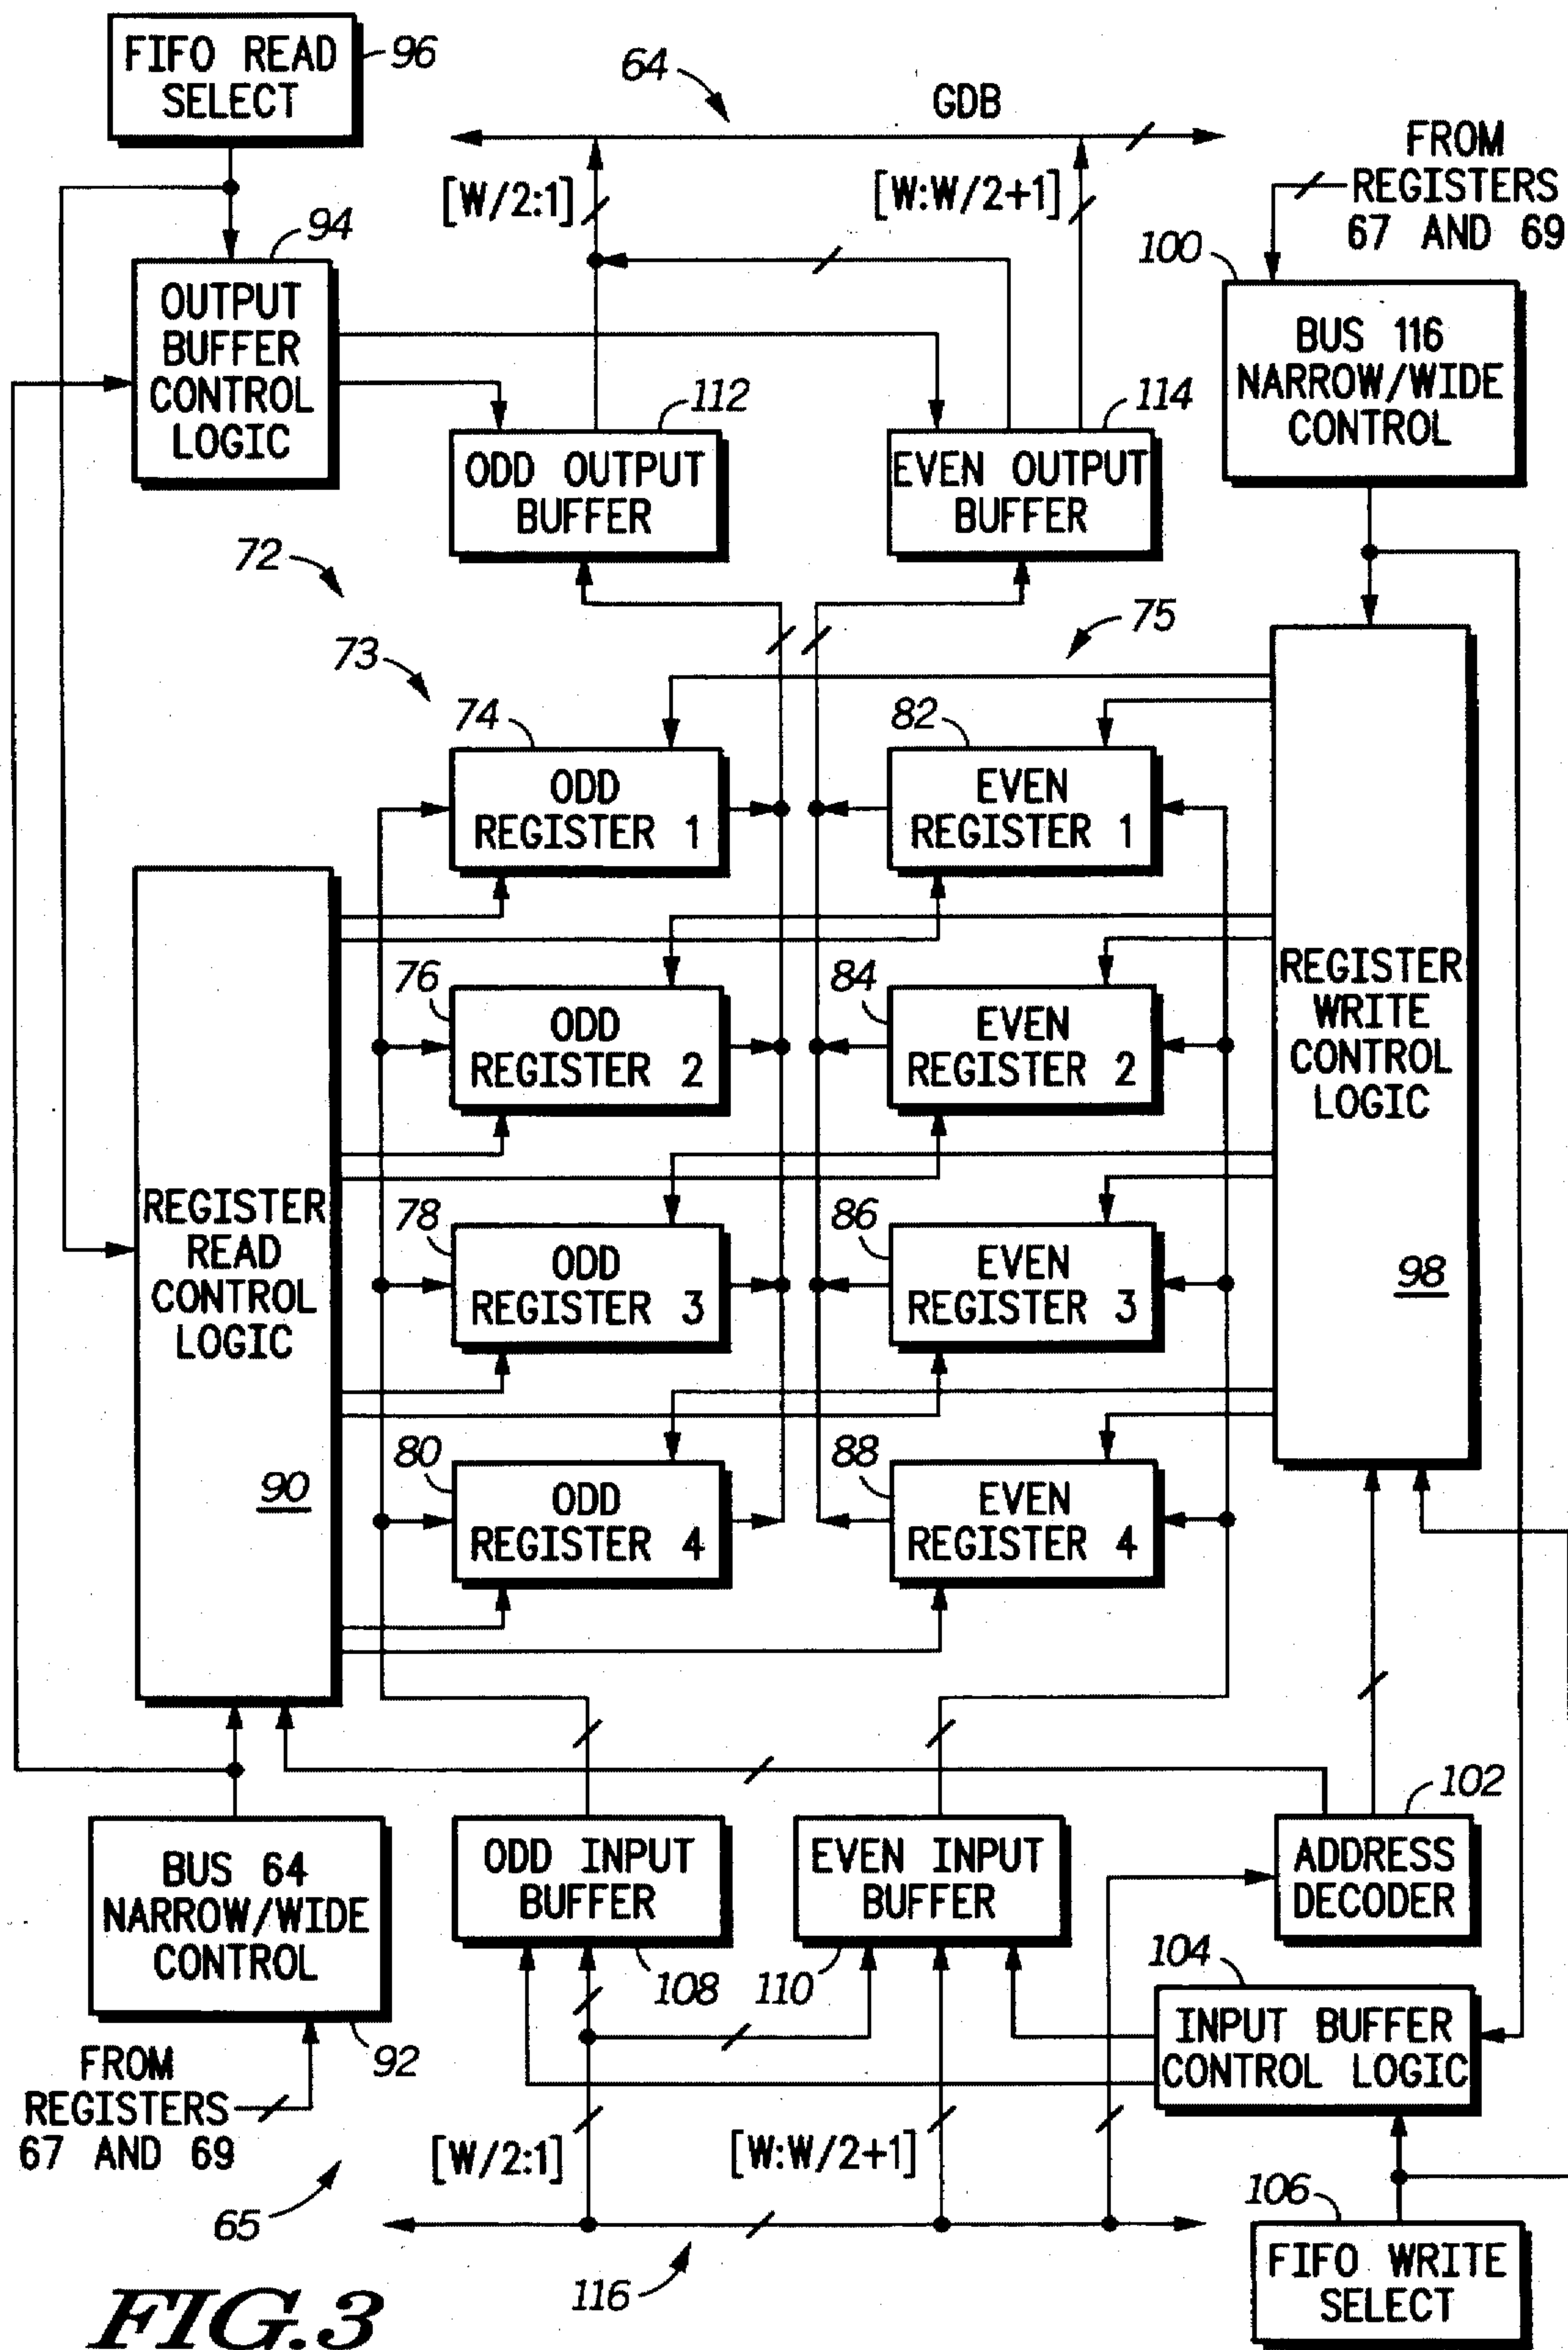 FIFO READ
SELECT
96
64
GDB
FROM
REGISTERS
67 AND 69
[W/2:1]
[W:W/2+1]
94
100
OUTPUT
BUFFER
CONTROL
LOGIC
BUS 116
NARROW/WIDE
CONTROL
112
114
ODD OUTPUT
BUFFER
EVEN OUTPUT
BUFFER
72
73
75
74
ODD
REGISTER 1
82
EVEN
REGISTER 1
76
ODD
REGISTER 2
84
EVEN
REGISTER 2
REGISTER
WRITE
CONTROL
LOGIC
98
REGISTER
READ
CONTROL
LOGIC
90
78
ODD
REGISTER 3
86
EVEN
REGISTER 3
80
ODD
REGISTER 4
88
EVEN
REGISTER 4
102
BUS 64
NARROW/WIDE
CONTROL
92
ODD INPUT
BUFFER
108
EVEN INPUT
BUFFER
110
ADDRESS
DECODER
104
INPUT BUFFER
CONTROL LOGIC
FROM
REGISTERS
67 AND 69
[W/2:1]
[W:W/2+1]
65
116
106
FIFO WRITE
SELECT
FIG.3